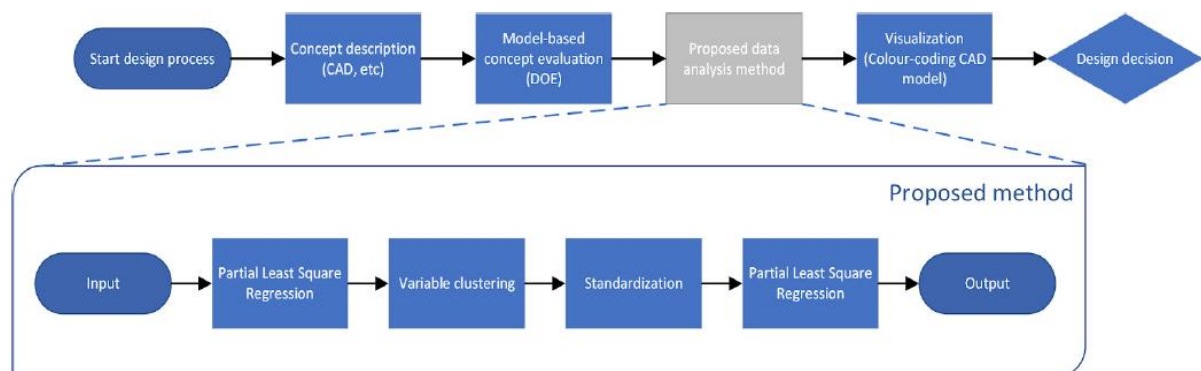 Start design process
Concept description
(CAD, etc)
Model-based
concept evaluation
(DOE)
Proposed data
analysis method
Visualization
(Colour-coding CAD
model)
Design decision
Proposed method
Input
Partial Least Square
Regression
Variable clustering
Standardization
Partial Least Square
Regression
Output